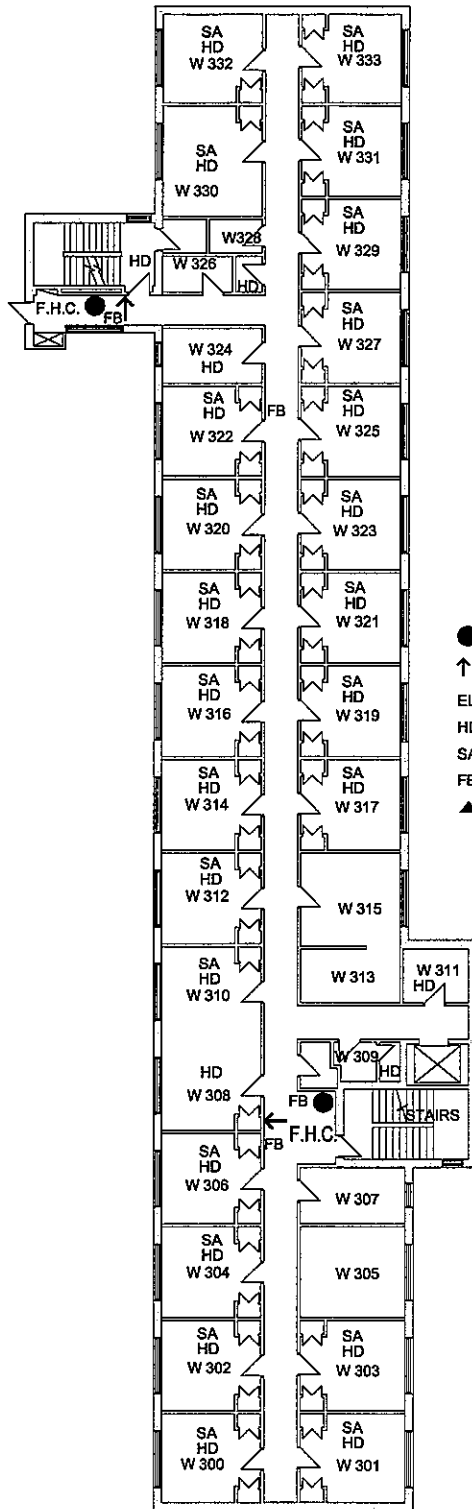 SA
HD
W 332
SA
HD
W 333
SA
HD
W 330
SA
HD
W 331
W328
SA
HD
W 329
HD
W 326
HD
F.H.C.
FB
SA
HD
W 327
W 324
HD
FB
SA
HD
W 322
SA
HD
W 325
SA
HD
W 320
SA
HD
W 323
SA
HD
W 318
SA
HD
W 321
SA
HD
W 316
SA
HD
W 319
SA
HD
W 314
SA
HD
W 317
SA
HD
W 312
W 315
SA
HD
W 310
W 313
W 311
HD
HD
W 308
W 309
HD
FB
F.H.C.
FB
STAIRS
SA
HD
W 306
W 307
SA
HD
W 304
W 305
SA
HD
W 302
SA
HD
W 303
SA
HD
W 300
SA
HD
W 301
EL
HD
SA
FB